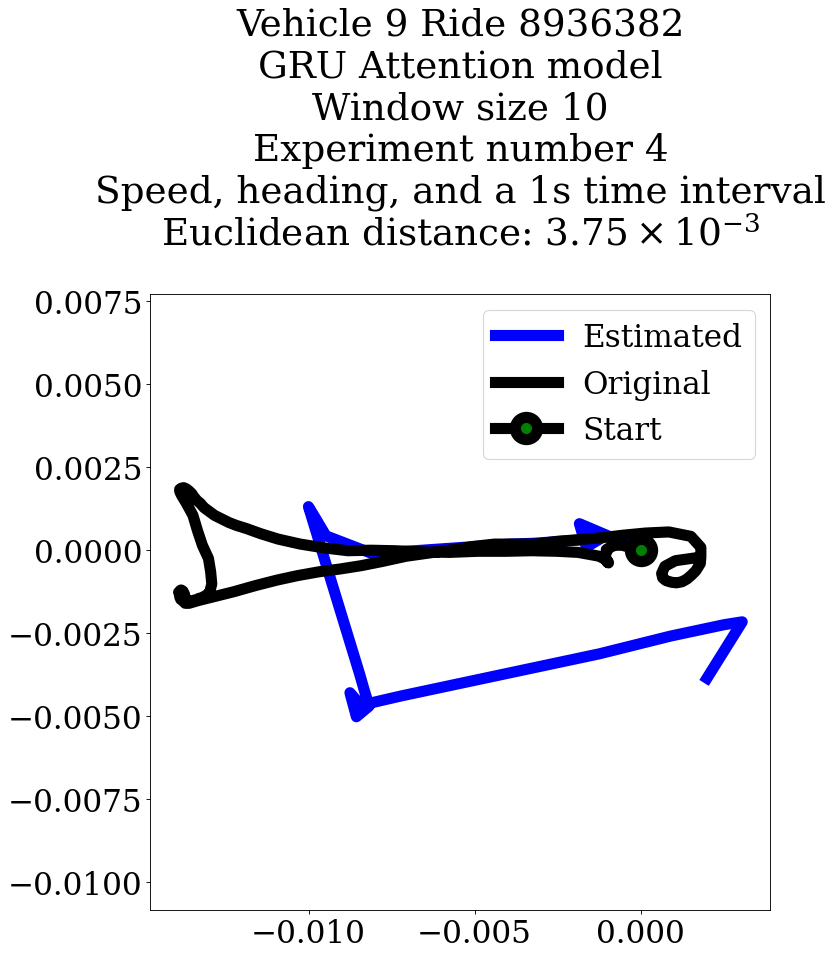 Vehicle 9 Ride 8936382
GRU Attention model
Window size 10
Experiment number 4
Speed, heading, and a 1s time interval
Euclidean distance: 3.75 × 10⁻³
0.0075
0.0050
0.0025
0.0000
−0.0025
−0.0050
−0.0075
−0.0100
Estimated
Original
Start
−0.010
−0.005
0.000